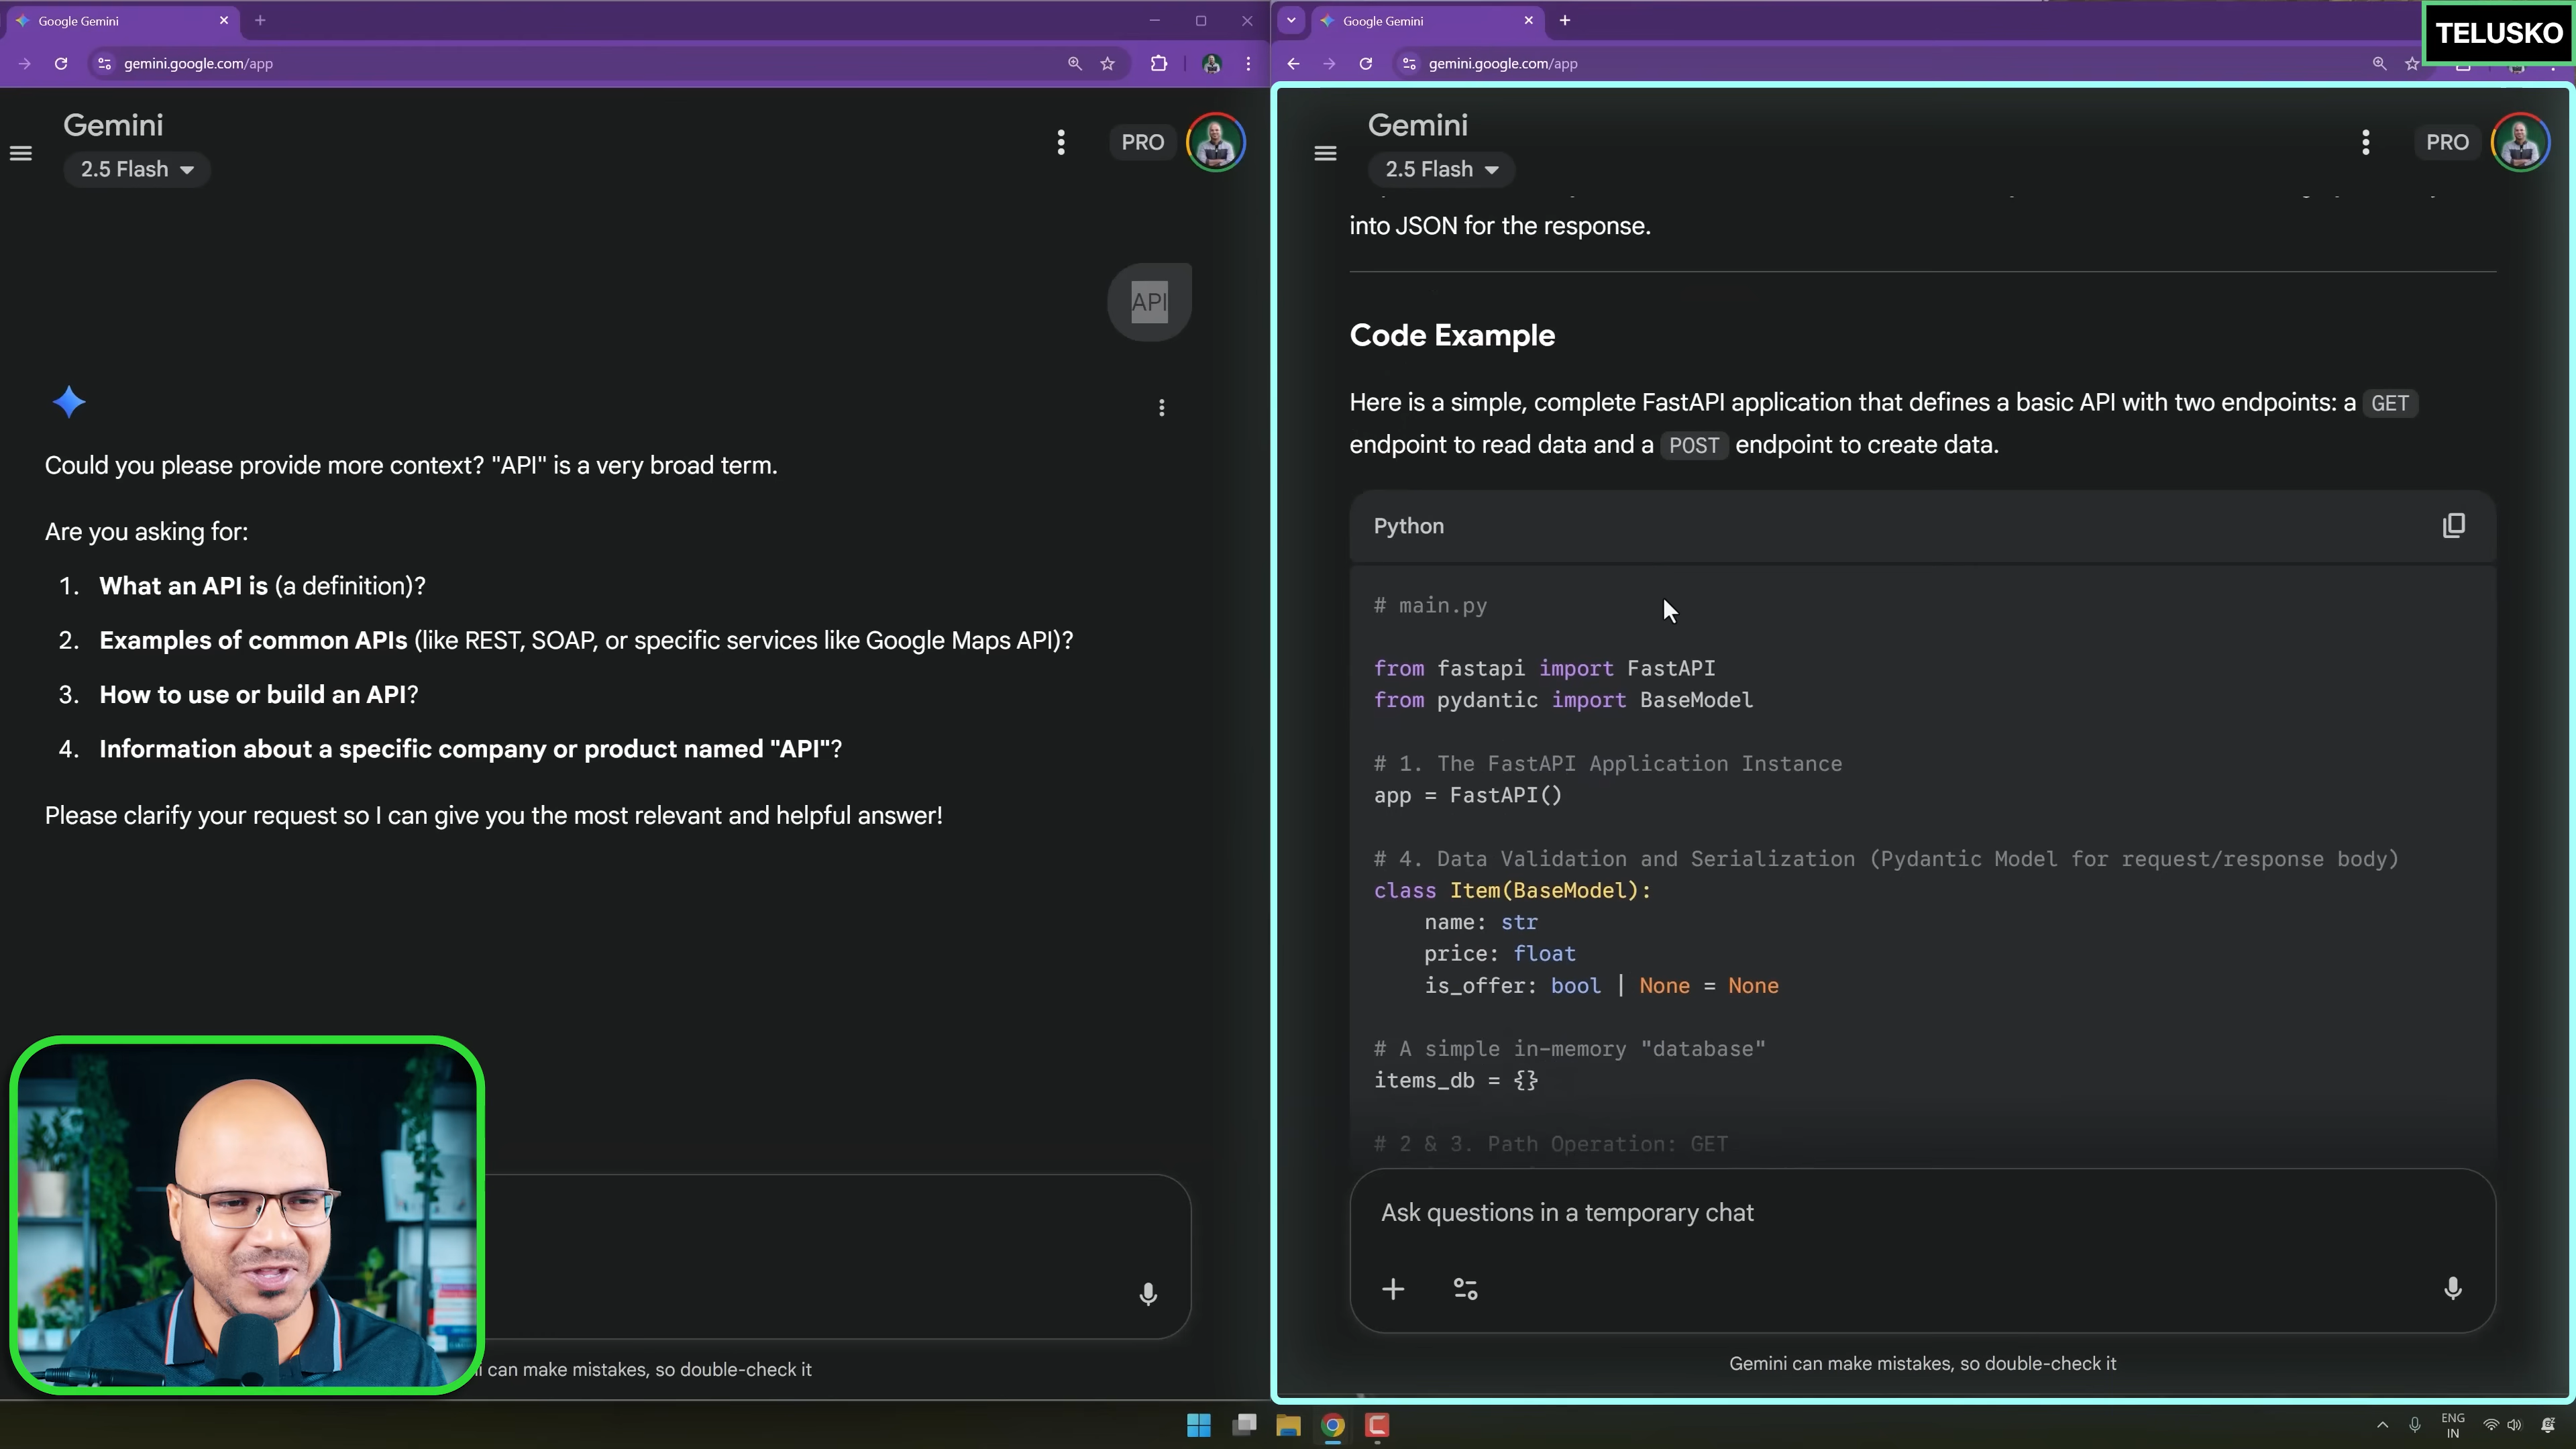 Google Gemini
gemini.google.com/app
Gemini
2.5 Flash
PRO
API
Could you please provide more context? "API" is a very broad term.
Are you asking for:
1. What an API is (a definition)?
2. Examples of common APIs (like REST, SOAP, or specific services like Google Maps API)?
3. How to use or build an API?
4. Information about a specific company or product named "API"?
Please clarify your request so I can give you the most relevant and helpful answer!
can make mistakes, so double-check it
Google Gemini
TELUSKO
gemini.google.com/app
Gemini
2.5 Flash
PRO
into JSON for the response.
Code Example
Here is a simple, complete FastAPI application that defines a basic API with two endpoints: a GET
endpoint to read data and a POST endpoint to create data.
Python
# main.py
from fastapi import FastAPI
from pydantic import BaseModel
# 1. The FastAPI Application Instance
app = FastAPI()
# 4. Data Validation and Serialization (Pydantic Model for request/response body)
class Item(BaseModel):
name: str
price: float
is_offer: bool | None = None
# A simple in-memory "database"
items_db = {}
# 2 & 3. Path Operation: GET
Ask questions in a temporary chat
Gemini can make mistakes, so double-check it
ENG
IN